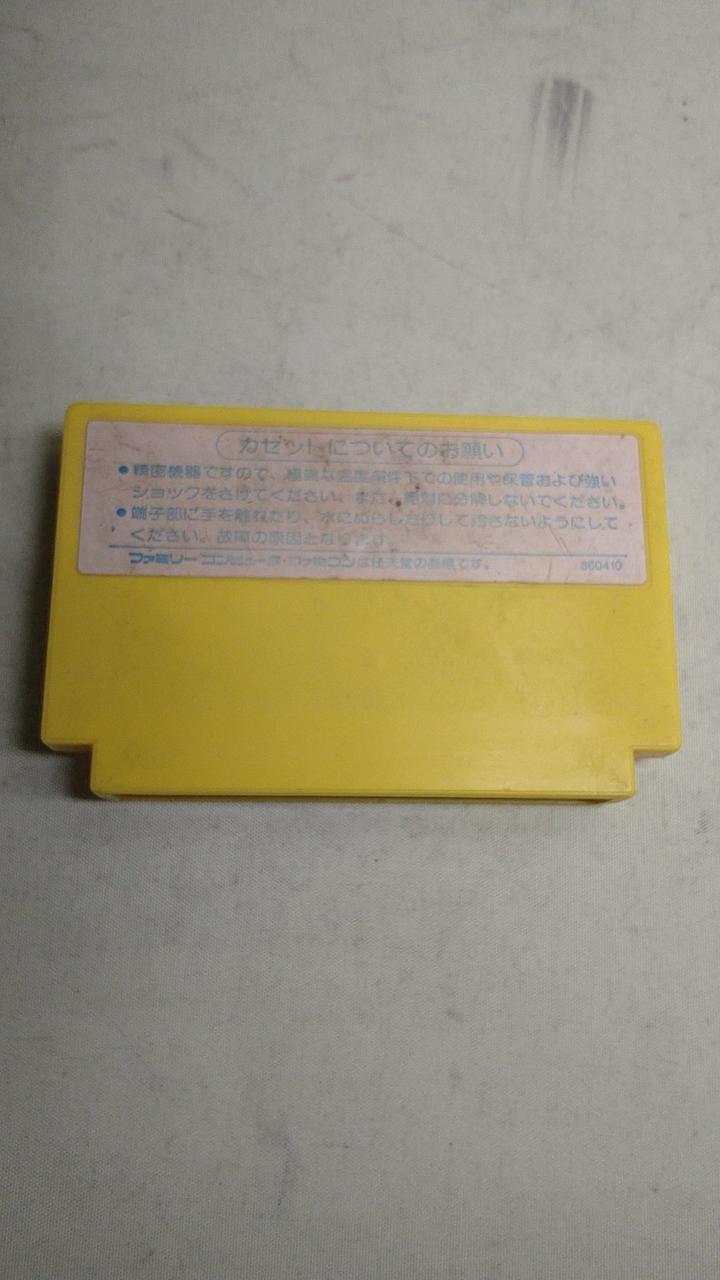 カセットについてのお願い
●精密機器ですので、極端な温度条件下での使用や保管および強い
ショックをさけてください。また、絶対に分解しないでください。
●端子部に手を触れたり、水にぬらしたりして汚さないようにして
ください。故障の原因となります。
ファミリーコンピュータ・ファミコンは任天堂の商標です。 860410